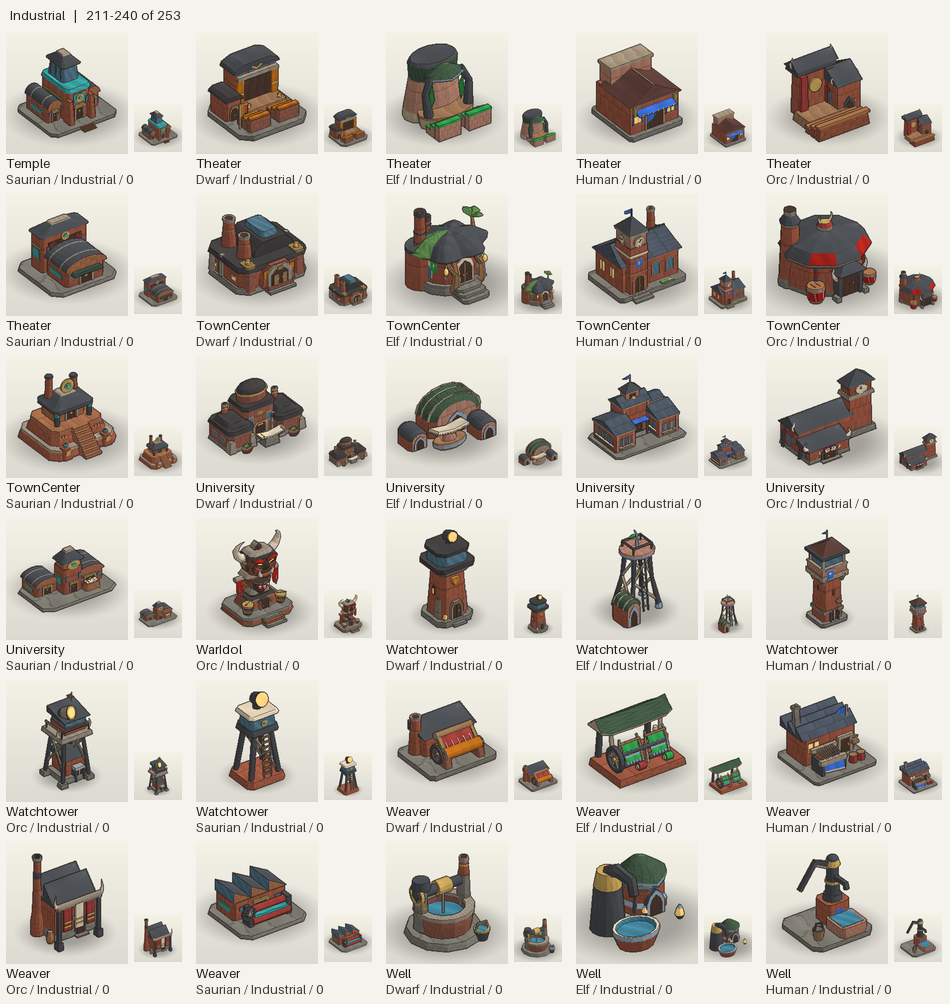 Industrial | 211-240 of 253
Temple
Saurian / Industrial / 0
Theater
Dwarf / Industrial / 0
Theater
Elf / Industrial / 0
Theater
Human / Industrial / 0
Theater
Orc / Industrial / 0
Theater
Saurian / Industrial / 0
TownCenter
Dwarf / Industrial / 0
TownCenter
Elf / Industrial / 0
TownCenter
Human / Industrial / 0
TownCenter
Orc / Industrial / 0
TownCenter
Saurian / Industrial / 0
University
Dwarf / Industrial / 0
University
Elf / Industrial / 0
University
Human / Industrial / 0
University
Orc / Industrial / 0
University
Saurian / Industrial / 0
WarIdol
Orc / Industrial / 0
Watchtower
Dwarf / Industrial / 0
Watchtower
Elf / Industrial / 0
Watchtower
Human / Industrial / 0
Watchtower
Orc / Industrial / 0
Watchtower
Saurian / Industrial / 0
Weaver
Dwarf / Industrial / 0
Weaver
Elf / Industrial / 0
Weaver
Human / Industrial / 0
Weaver
Orc / Industrial / 0
Weaver
Saurian / Industrial / 0
Well
Dwarf / Industrial / 0
Well
Elf / Industrial / 0
Well
Human / Industrial / 0